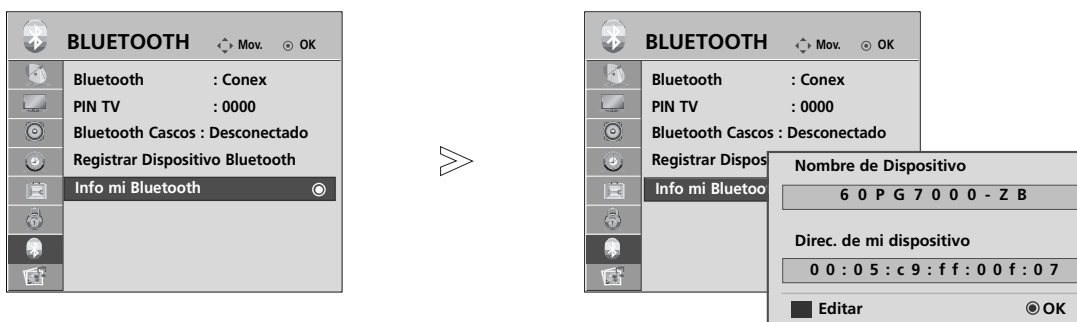 BLUETOOTH Mov. OK
Bluetooth : Conex
PIN TV : 0000
Bluetooth Cascos : Desconectado
Registrar Dispositivo Bluetooth
Info mi Bluetooth
BLUETOOTH Mov. OK
Bluetooth : Conex
PIN TV : 0000
Bluetooth Cascos : Desconectado
Registrar Dispos
Info mi Bluetoo
Nombre de Dispositivo
6 0 P G 7 0 0 0 - Z B
Direc. de mi dispositivo
0 0 : 0 5 : c 9 : f f : 0 0 f : 0 7
Editar OK